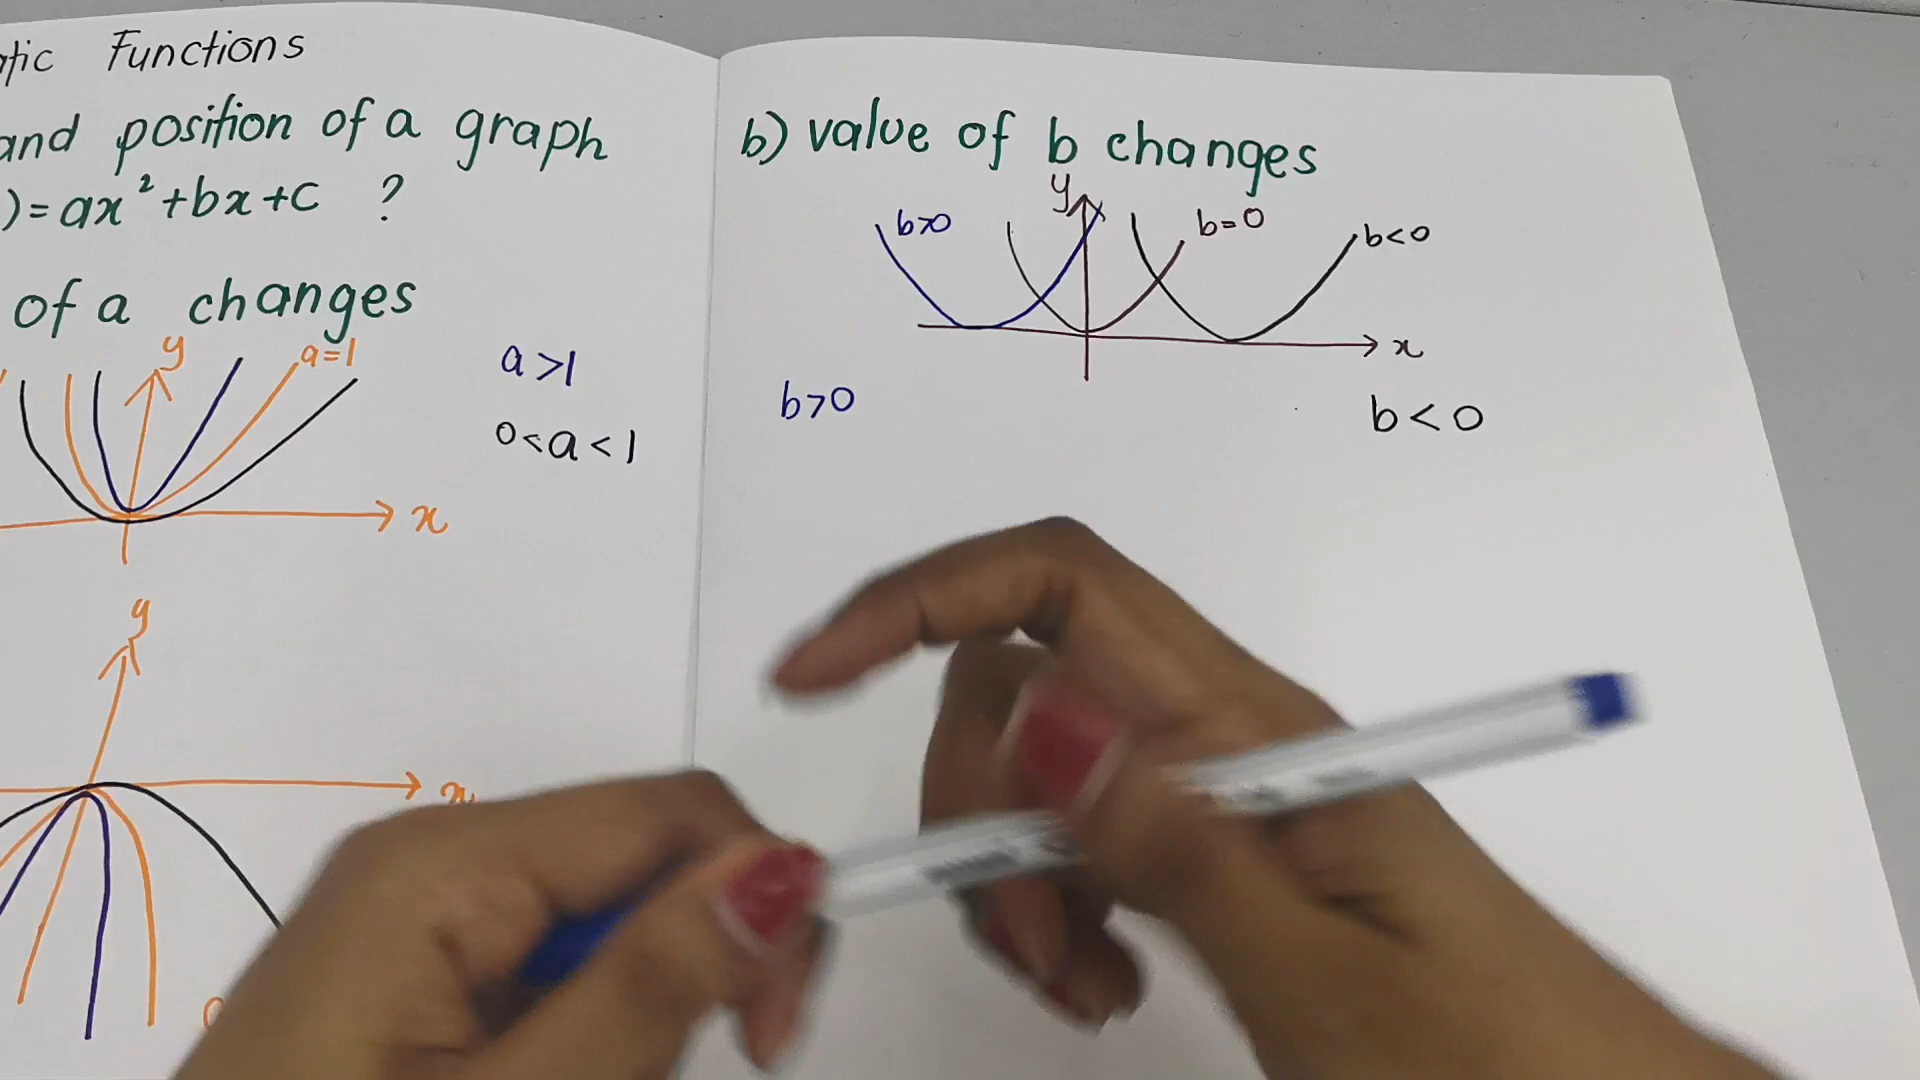 Functions
and position of a graph
)=ax²+bx+c ?
of a changes
y
a=1
a>1
0<a<1
x
y
x
b) value of b changes
y
b>0
b=0
b<0
x
b>0
b<0